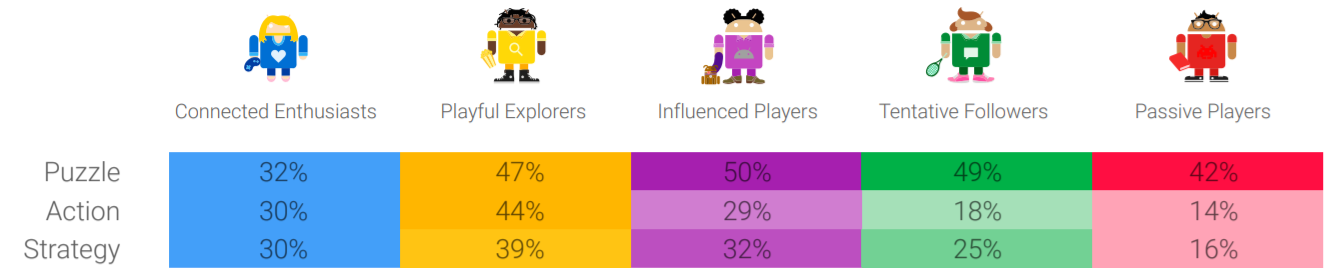 Connected Enthusiasts Playful Explorers Influenced Players Tentative Followers Passive Players
Puzzle 32% 47% 50% 49% 42%
Action 30% 44% 29% 18% 14%
Strategy 30% 39% 32% 25% 16%